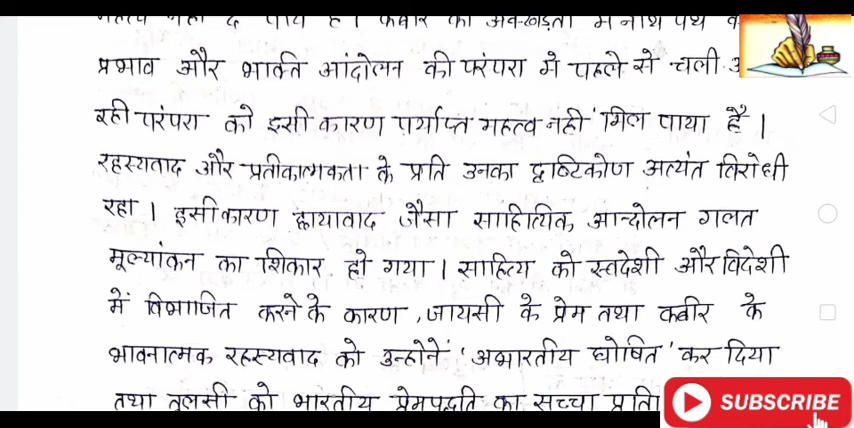 प्रभाव और भाक्ति आंदोलन की परंपरा मे पहले से चली
रही परंपरा को इसी कारण पर्याप्त महत्व नहीं मिल पाया है |
रहस्यवाद और प्रतीकात्मकता के प्रति उनका दृष्टिकोण अत्यंत विरोधी
रहा | इसीकारण छायावाद जैसा साहित्यिक आन्दोलन गलत
मूल्यांकन का शिकार हो गया | साहित्य को स्वदेशी और विदेशी
में विभाजित करने के कारण , जायसी के प्रेम तथा कबीर के
भावनात्मक रहस्यवाद को उन्होनें 'अभारतीय घोषित' कर दिया
तथा तुलसी को भारतीय प्रेमपद्धति का सच्चा प्रति
SUBSCRIBE